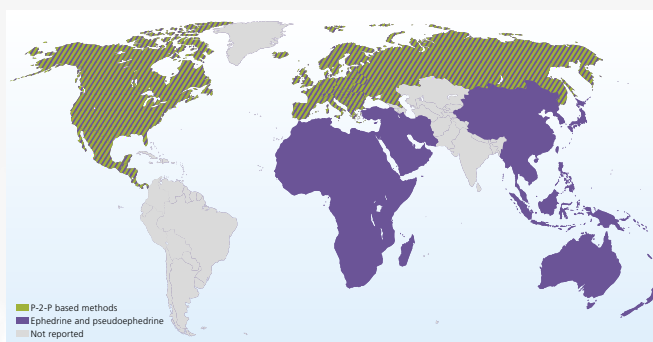 P-2-P based methods
Ephedrine and pseudoephedrine
Not reported